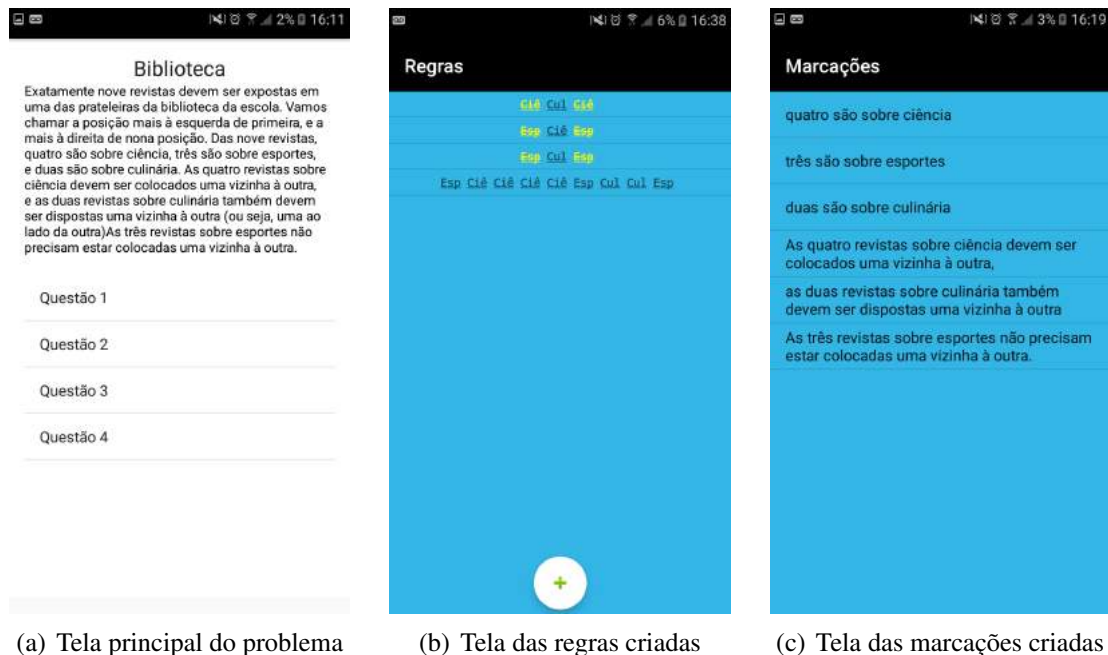 2% 16:11
Biblioteca
Exatamente nove revistas devem ser expostas em
uma das prateleiras da biblioteca da escola. Vamos
chamar a posição mais à esquerda de primeira, e a
mais à direita de nona posição. Das nove revistas,
quatro são sobre ciência, três são sobre esportes,
e duas são sobre culinária. As quatro revistas sobre
ciência devem ser colocados uma vizinha à outra,
e as duas revistas sobre culinária também devem
ser dispostas uma vizinha à outra (ou seja, uma ao
lado da outra)As três revistas sobre esportes não
precisam estar colocadas uma vizinha à outra.
Questão 1
Questão 2
Questão 3
Questão 4
(a) Tela principal do problema
6% 16:38
Regras
Ciê Cul Ciê
Esp Ciê Esp
Esp Cul Esp
Esp Ciê Ciê Ciê Ciê Esp Cul Cul Esp
+
(b) Tela das regras criadas
3% 16:19
Marcações
quatro são sobre ciência
três são sobre esportes
duas são sobre culinária
As quatro revistas sobre ciência devem ser
colocados uma vizinha à outra,
as duas revistas sobre culinária também
devem ser dispostas uma vizinha à outra
As três revistas sobre esportes não precisam
estar colocadas uma vizinha à outra.
(c) Tela das marcações criadas